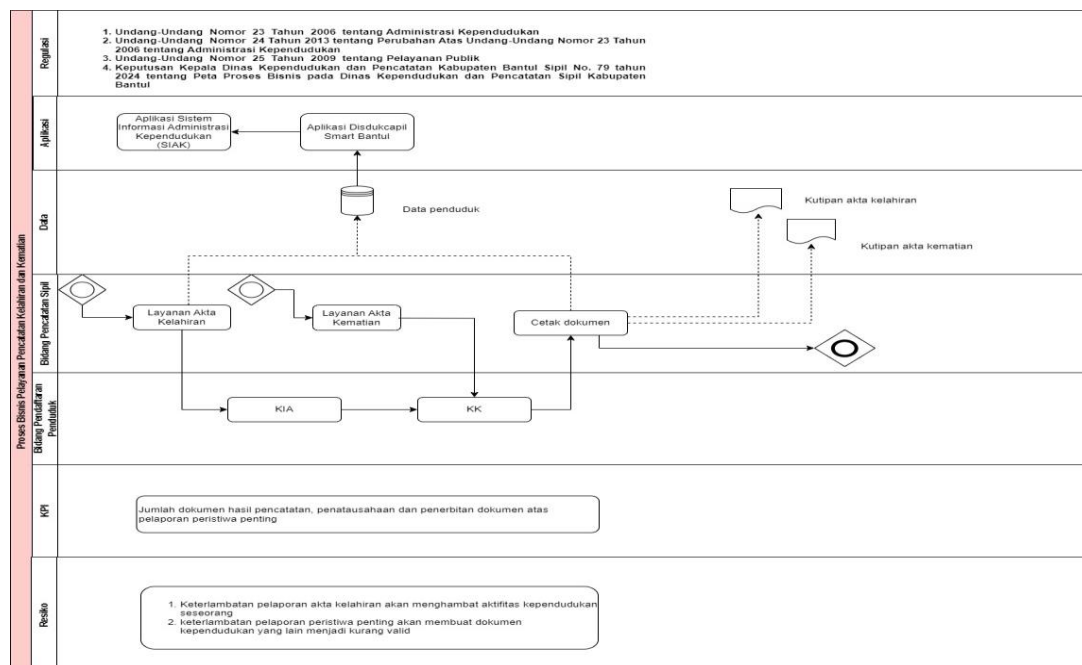 Proses Bisnis Pelayanan Pencatatan Kelahiran dan Kematian
Regulasi
1. Undang-Undang Nomor 23 Tahun 2006 tentang Administrasi Kependudukan
2. Undang-Undang Nomor 24 Tahun 2013 tentang Perubahan Atas Undang-Undang Nomor 23 Tahun
2006 tentang Administrasi Kependudukan
3. Undang-Undang Nomor 25 Tahun 2009 tentang Pelayanan Publik
4. Keputusan Kepala Dinas Kependudukan dan Pencatatan Kabupaten Bantul Sipil No. 79 tahun
2024 tentang Peta Proses Bisnis pada Dinas Kependudukan dan Pencatatan Sipil Kabupaten
Bantul
Aplikasi
Aplikasi Sistem
Informasi Administrasi
Kependudukan
(SIAK)
Aplikasi Disdukcapil
Smart Bantul
Data
Data penduduk
Kutipan akta kelahiran
Kutipan akta kematian
Bidang Pencatatan Sipil
Layanan Akta
Kelahiran
Layanan Akta
Kematian
Cetak dokumen
Bidang Pendaftaran
Penduduk
KIA
KK
KPI
Jumlah dokumen hasil pencatatan, penatausahaan dan penerbitan dokumen atas
pelaporan peristiwa penting
Resiko
1. Keterlambatan pelaporan akta kelahiran akan menghambat aktifitas kependudukan
seseorang
2. keterlambatan pelaporan peristiwa penting akan membuat dokumen
kependudukan yang lain menjadi kurang valid